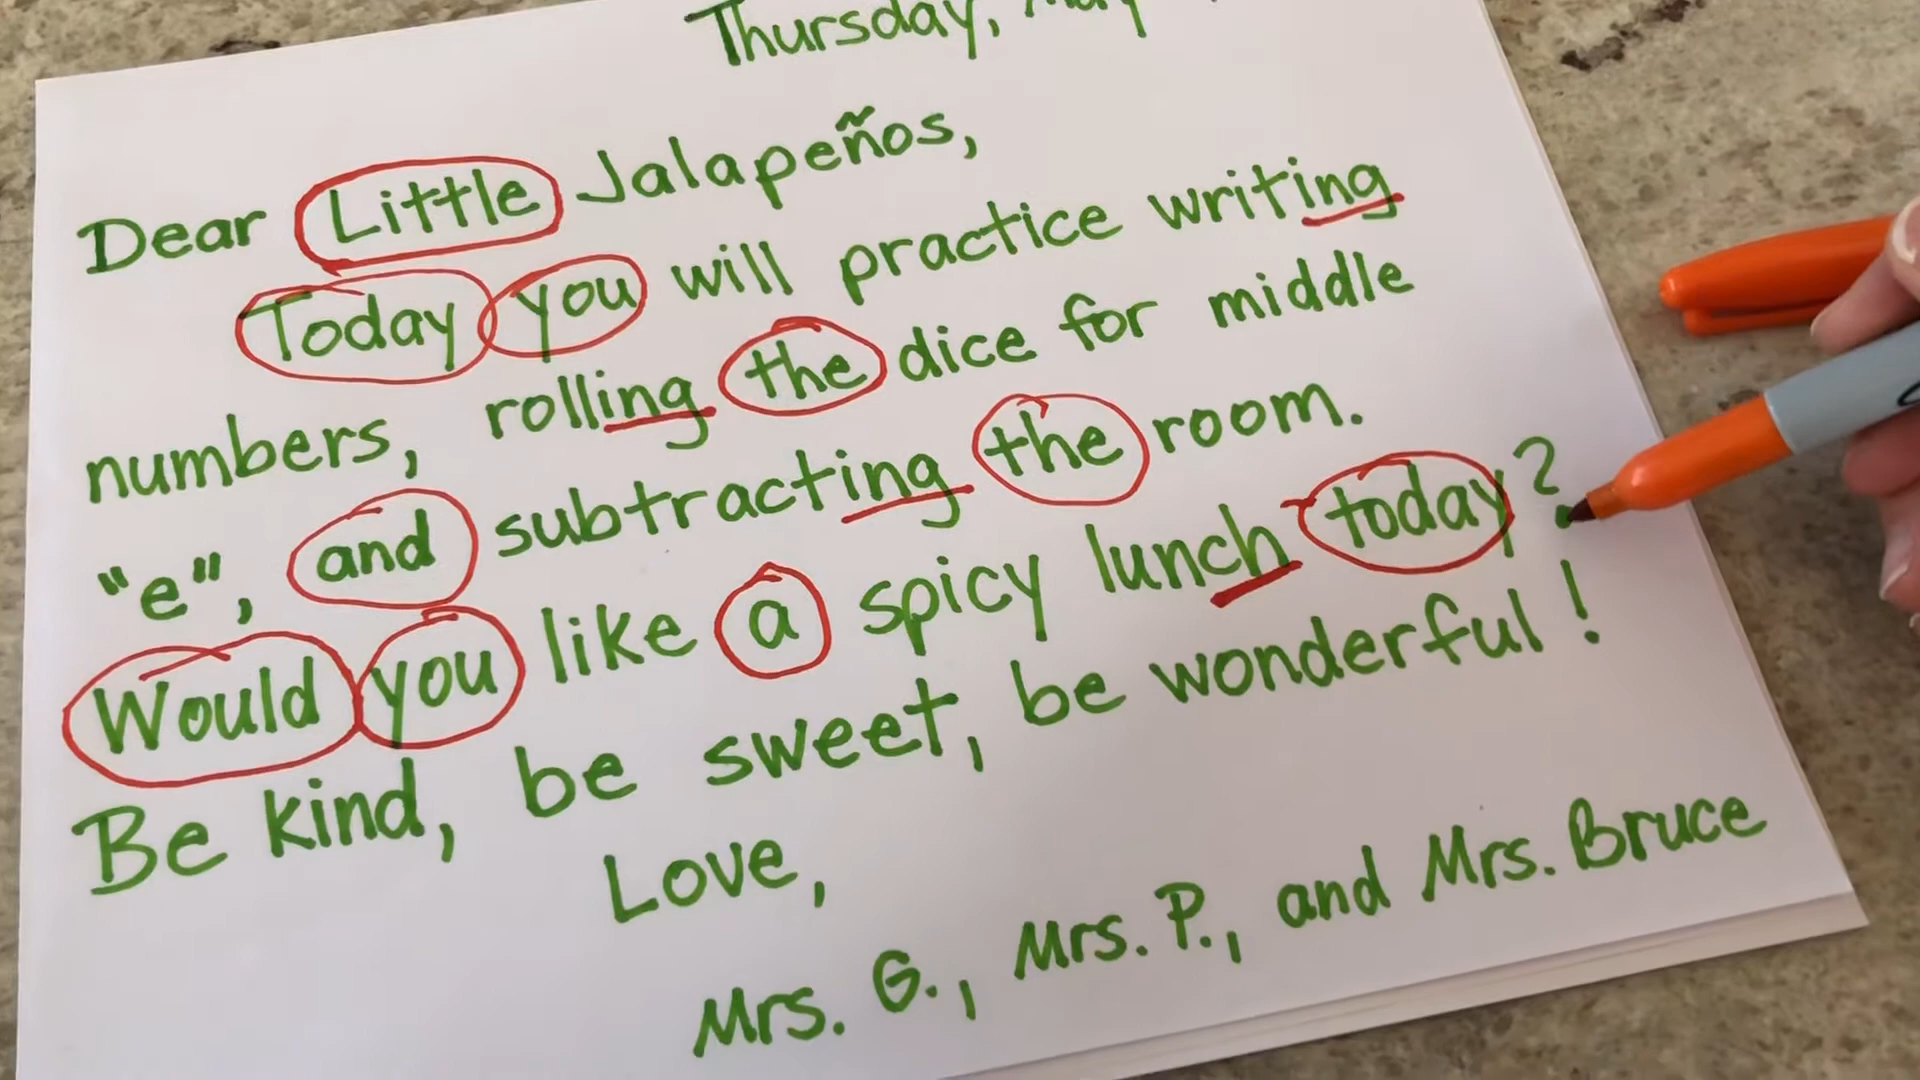 Thursday, May
Dear Little Jalapeños,
Today you will practice writing
numbers, rolling the dice for middle
"e", and subtracting the room.
Would you like a spicy lunch today?
Be kind, be sweet, be wonderful!
Love,
Mrs. G., Mrs. P., and Mrs. Bruce